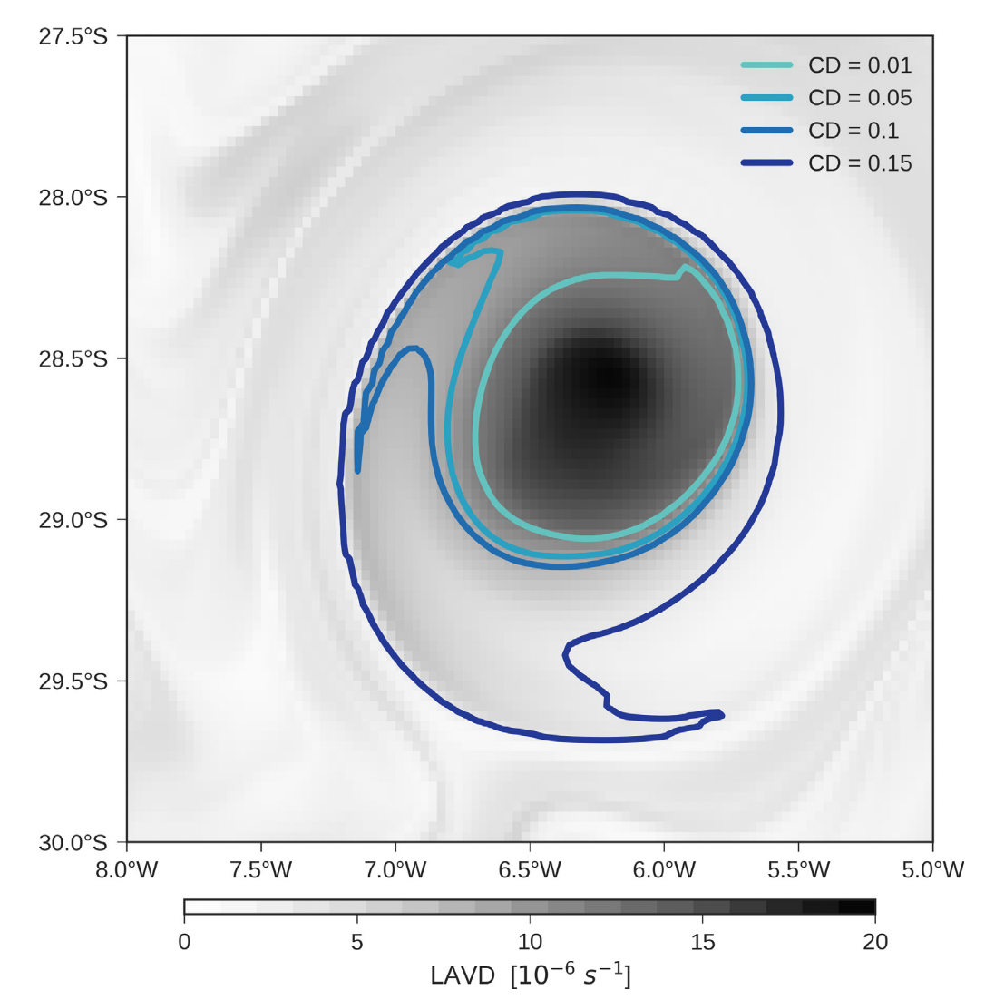 27.5°S
28.0°S
28.5°S
29.0°S
29.5°S
30.0°S
CD = 0.01
CD = 0.05
CD = 0.1
CD = 0.15
8.0°W 7.5°W 7.0°W 6.5°W 6.0°W 5.5°W 5.0°W
0 5 10 15 20
LAVD [10⁻⁶ s⁻¹]